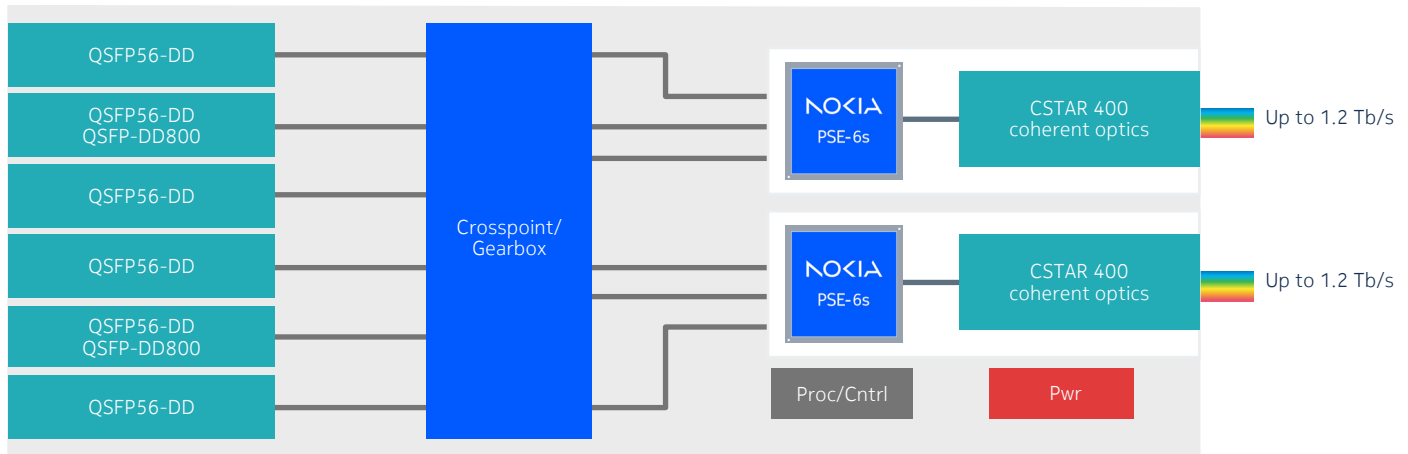 QSFP56-DD
QSFP56-DD
QSFP-DD800
QSFP56-DD
QSFP56-DD
QSFP56-DD
QSFP-DD800
QSFP56-DD
Crosspoint/
Gearbox
NOKIA
PSE-6s
CSTAR 400
coherent optics
Up to 1.2 Tb/s
NOKIA
PSE-6s
CSTAR 400
coherent optics
Up to 1.2 Tb/s
Proc/Cntrl
Pwr